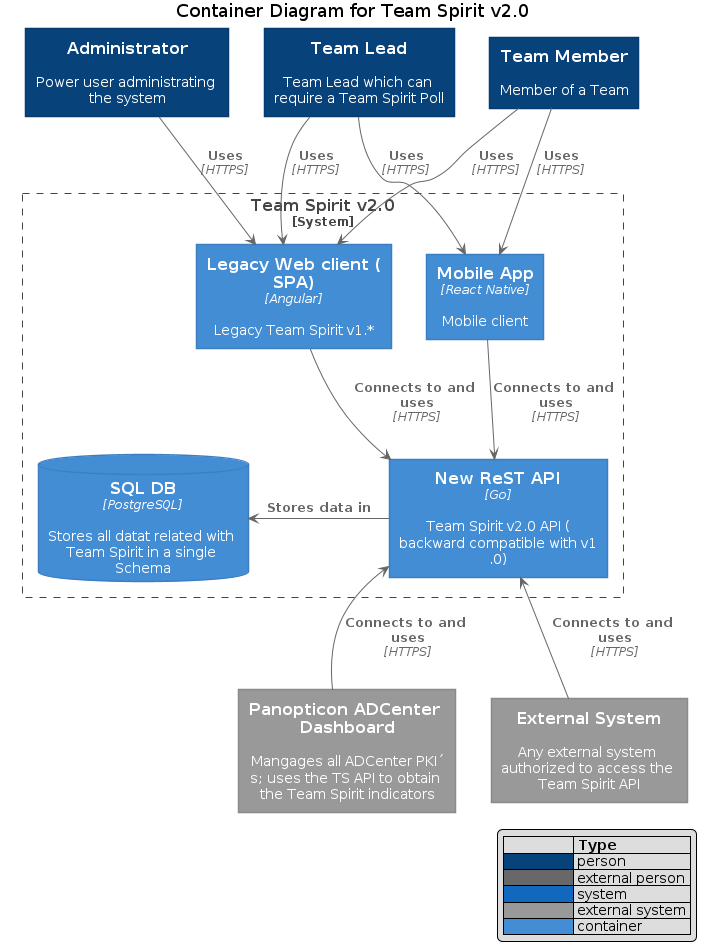 Container Diagram for Team Spirit v2.0
Administrator
Power user administrating
the system
Team Lead
Team Lead which can
require a Team Spirit Poll
Team Member
Member of a Team
Uses
[HTTPS]
Uses
[HTTPS]
Uses
[HTTPS]
Uses
[HTTPS]
Uses
[HTTPS]
Team Spirit v2.0
[System]
Legacy Web client (
SPA)
[Angular]
Legacy Team Spirit v1.*
Mobile App
[React Native]
Mobile client
Connects to and
uses
[HTTPS]
Connects to and
uses
[HTTPS]
SQL DB
[PostgreSQL]
Stores all datat related with
Team Spirit in a single
Schema
Stores data in
New ReST API
[Go]
Team Spirit v2.0 API (
backward compatible with v1
.0)
Connects to and
uses
[HTTPS]
Connects to and
uses
[HTTPS]
Panopticon ADCenter
Dashboard
Mangages all ADCenter PKI´
s; uses the TS API to obtain
the Team Spirit indicators
External System
Any external system
authorized to access the
Team Spirit API
Type
person
external person
system
external system
container